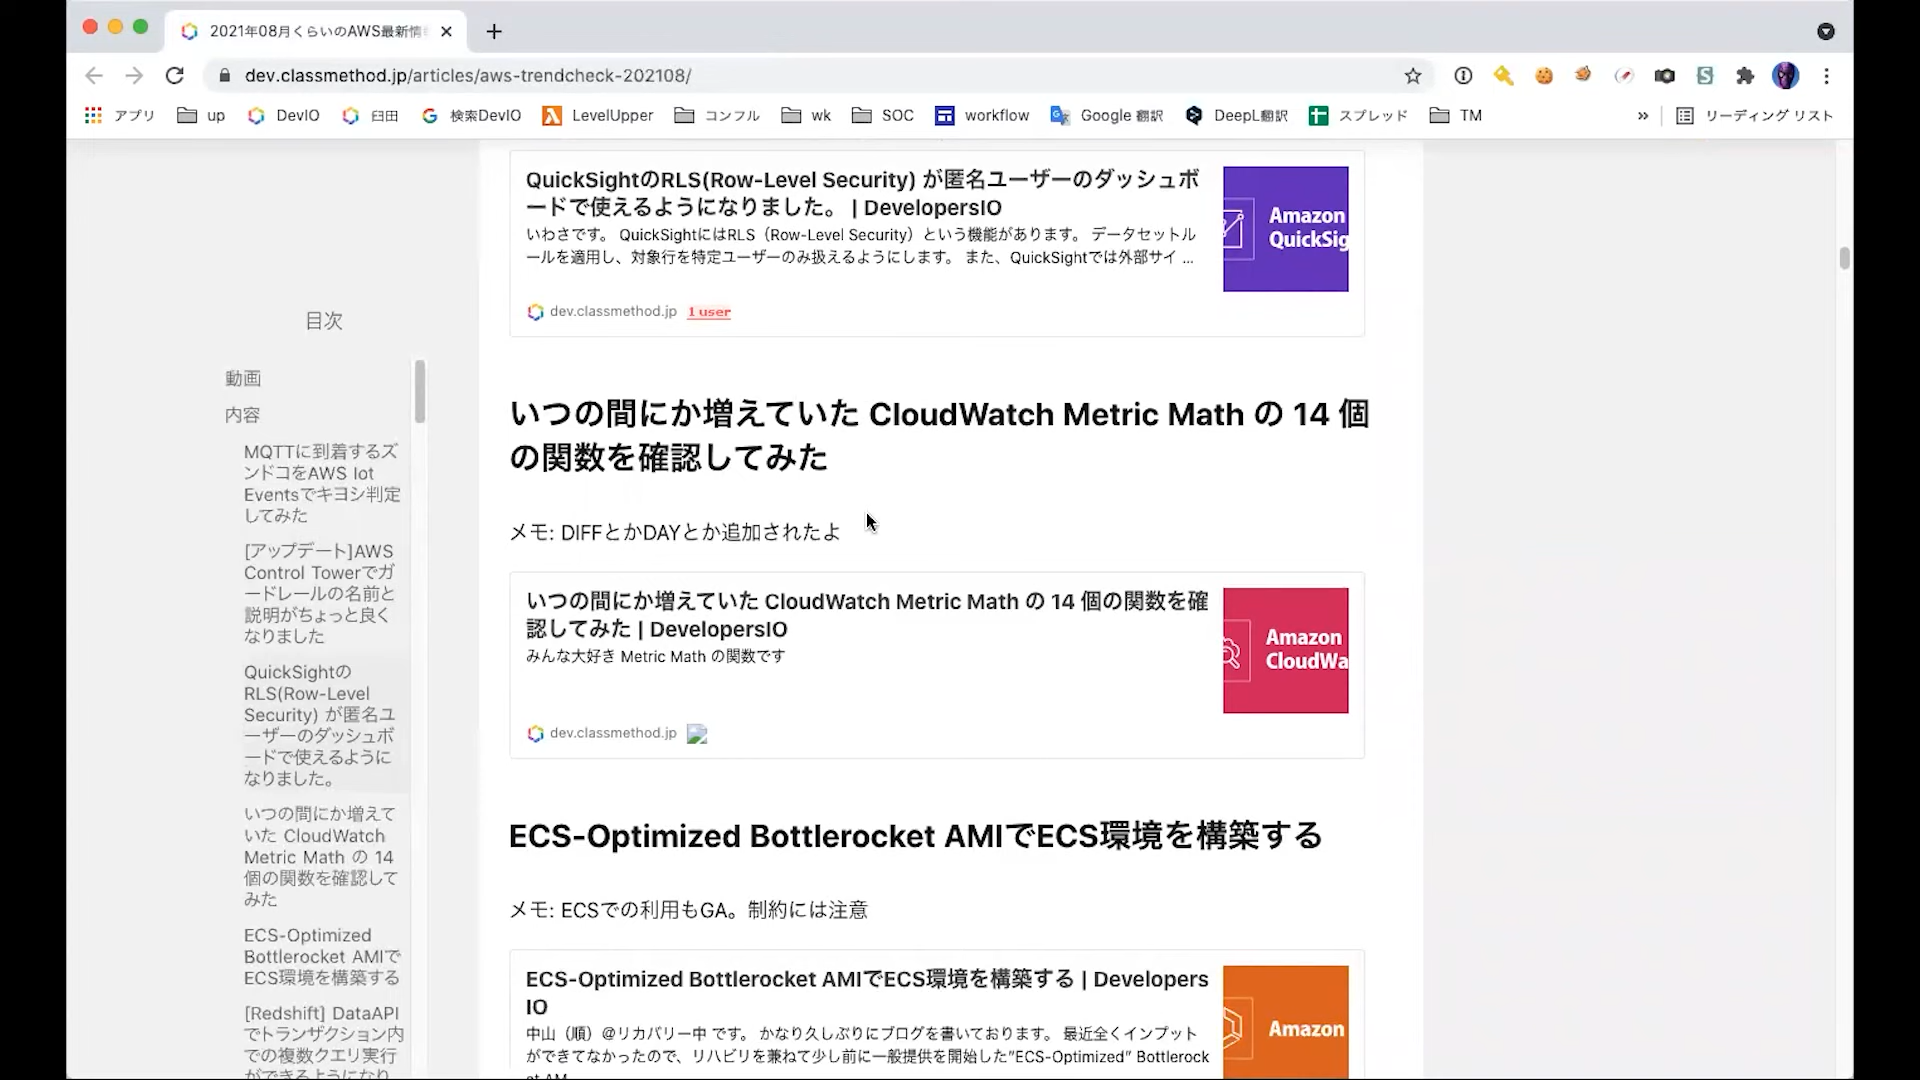 2021年08月くらいのAWS最新情
dev.classmethod.jp/articles/aws-trendcheck-202108/
アプリ up DevIO 臼田 検索DevIO LevelUpper コンフル wk SOC workflow Google 翻訳 DeepL翻訳 スプレッド TM » リーディング リスト
目次
動画
内容
MQTTに到着するズ
ンドコをAWS Iot
Eventsでキヨシ判定
してみた
[アップデート]AWS
Control Towerでガ
ードレールの名前と
説明がちょっと良く
なりました
QuickSightの
RLS(Row-Level
Security) が匿名ユ
ーザーのダッシュボ
ードで使えるように
なりました。
いつの間にか増えて
いた CloudWatch
Metric Math の 14
個の関数を確認して
みた
ECS-Optimized
Bottlerocket AMIで
ECS環境を構築する
[Redshift] DataAPI
でトランザクション内
での複数クエリ実行
ができるようになり
QuickSightのRLS(Row-Level Security) が匿名ユーザーのダッシュボ
ードで使えるようになりました。 | DevelopersIO
いわさです。 QuickSightにはRLS（Row-Level Security）という機能があります。 データセットル
ールを適用し、対象行を特定ユーザーのみ扱えるようにします。 また、QuickSightでは外部サイ ...
Amazon
QuickSig
dev.classmethod.jp 1 user
いつの間にか増えていた CloudWatch Metric Math の 14 個
の関数を確認してみた
メモ: DIFFとかDAYとか追加されたよ
いつの間にか増えていた CloudWatch Metric Math の 14 個の関数を確
認してみた | DevelopersIO
みんな大好き Metric Math の関数です
Amazon
CloudWa
dev.classmethod.jp
ECS-Optimized Bottlerocket AMIでECS環境を構築する
メモ: ECSでの利用もGA。制約には注意
ECS-Optimized Bottlerocket AMIでECS環境を構築する | Developers
IO
中山（順）＠リカバリー中 です。 かなり久しぶりにブログを書いております。 最近全くインプット
ができてなかったので、リハビリを兼ねて少し前に一般提供を開始した"ECS-Optimized" Bottlerock
et AM
Amazon